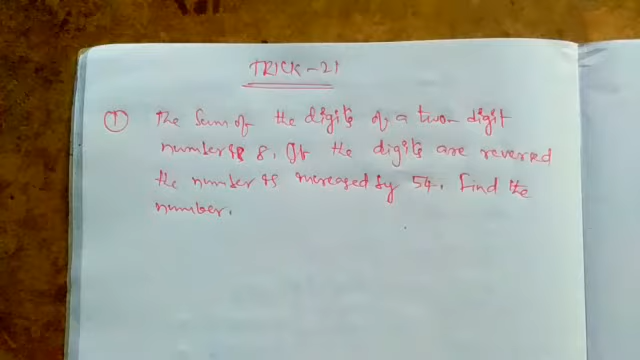 TRICK-21
① The sum of the digits of a two-digit
number is 8. If the digits are reversed
the number is increased by 54. Find the
number.